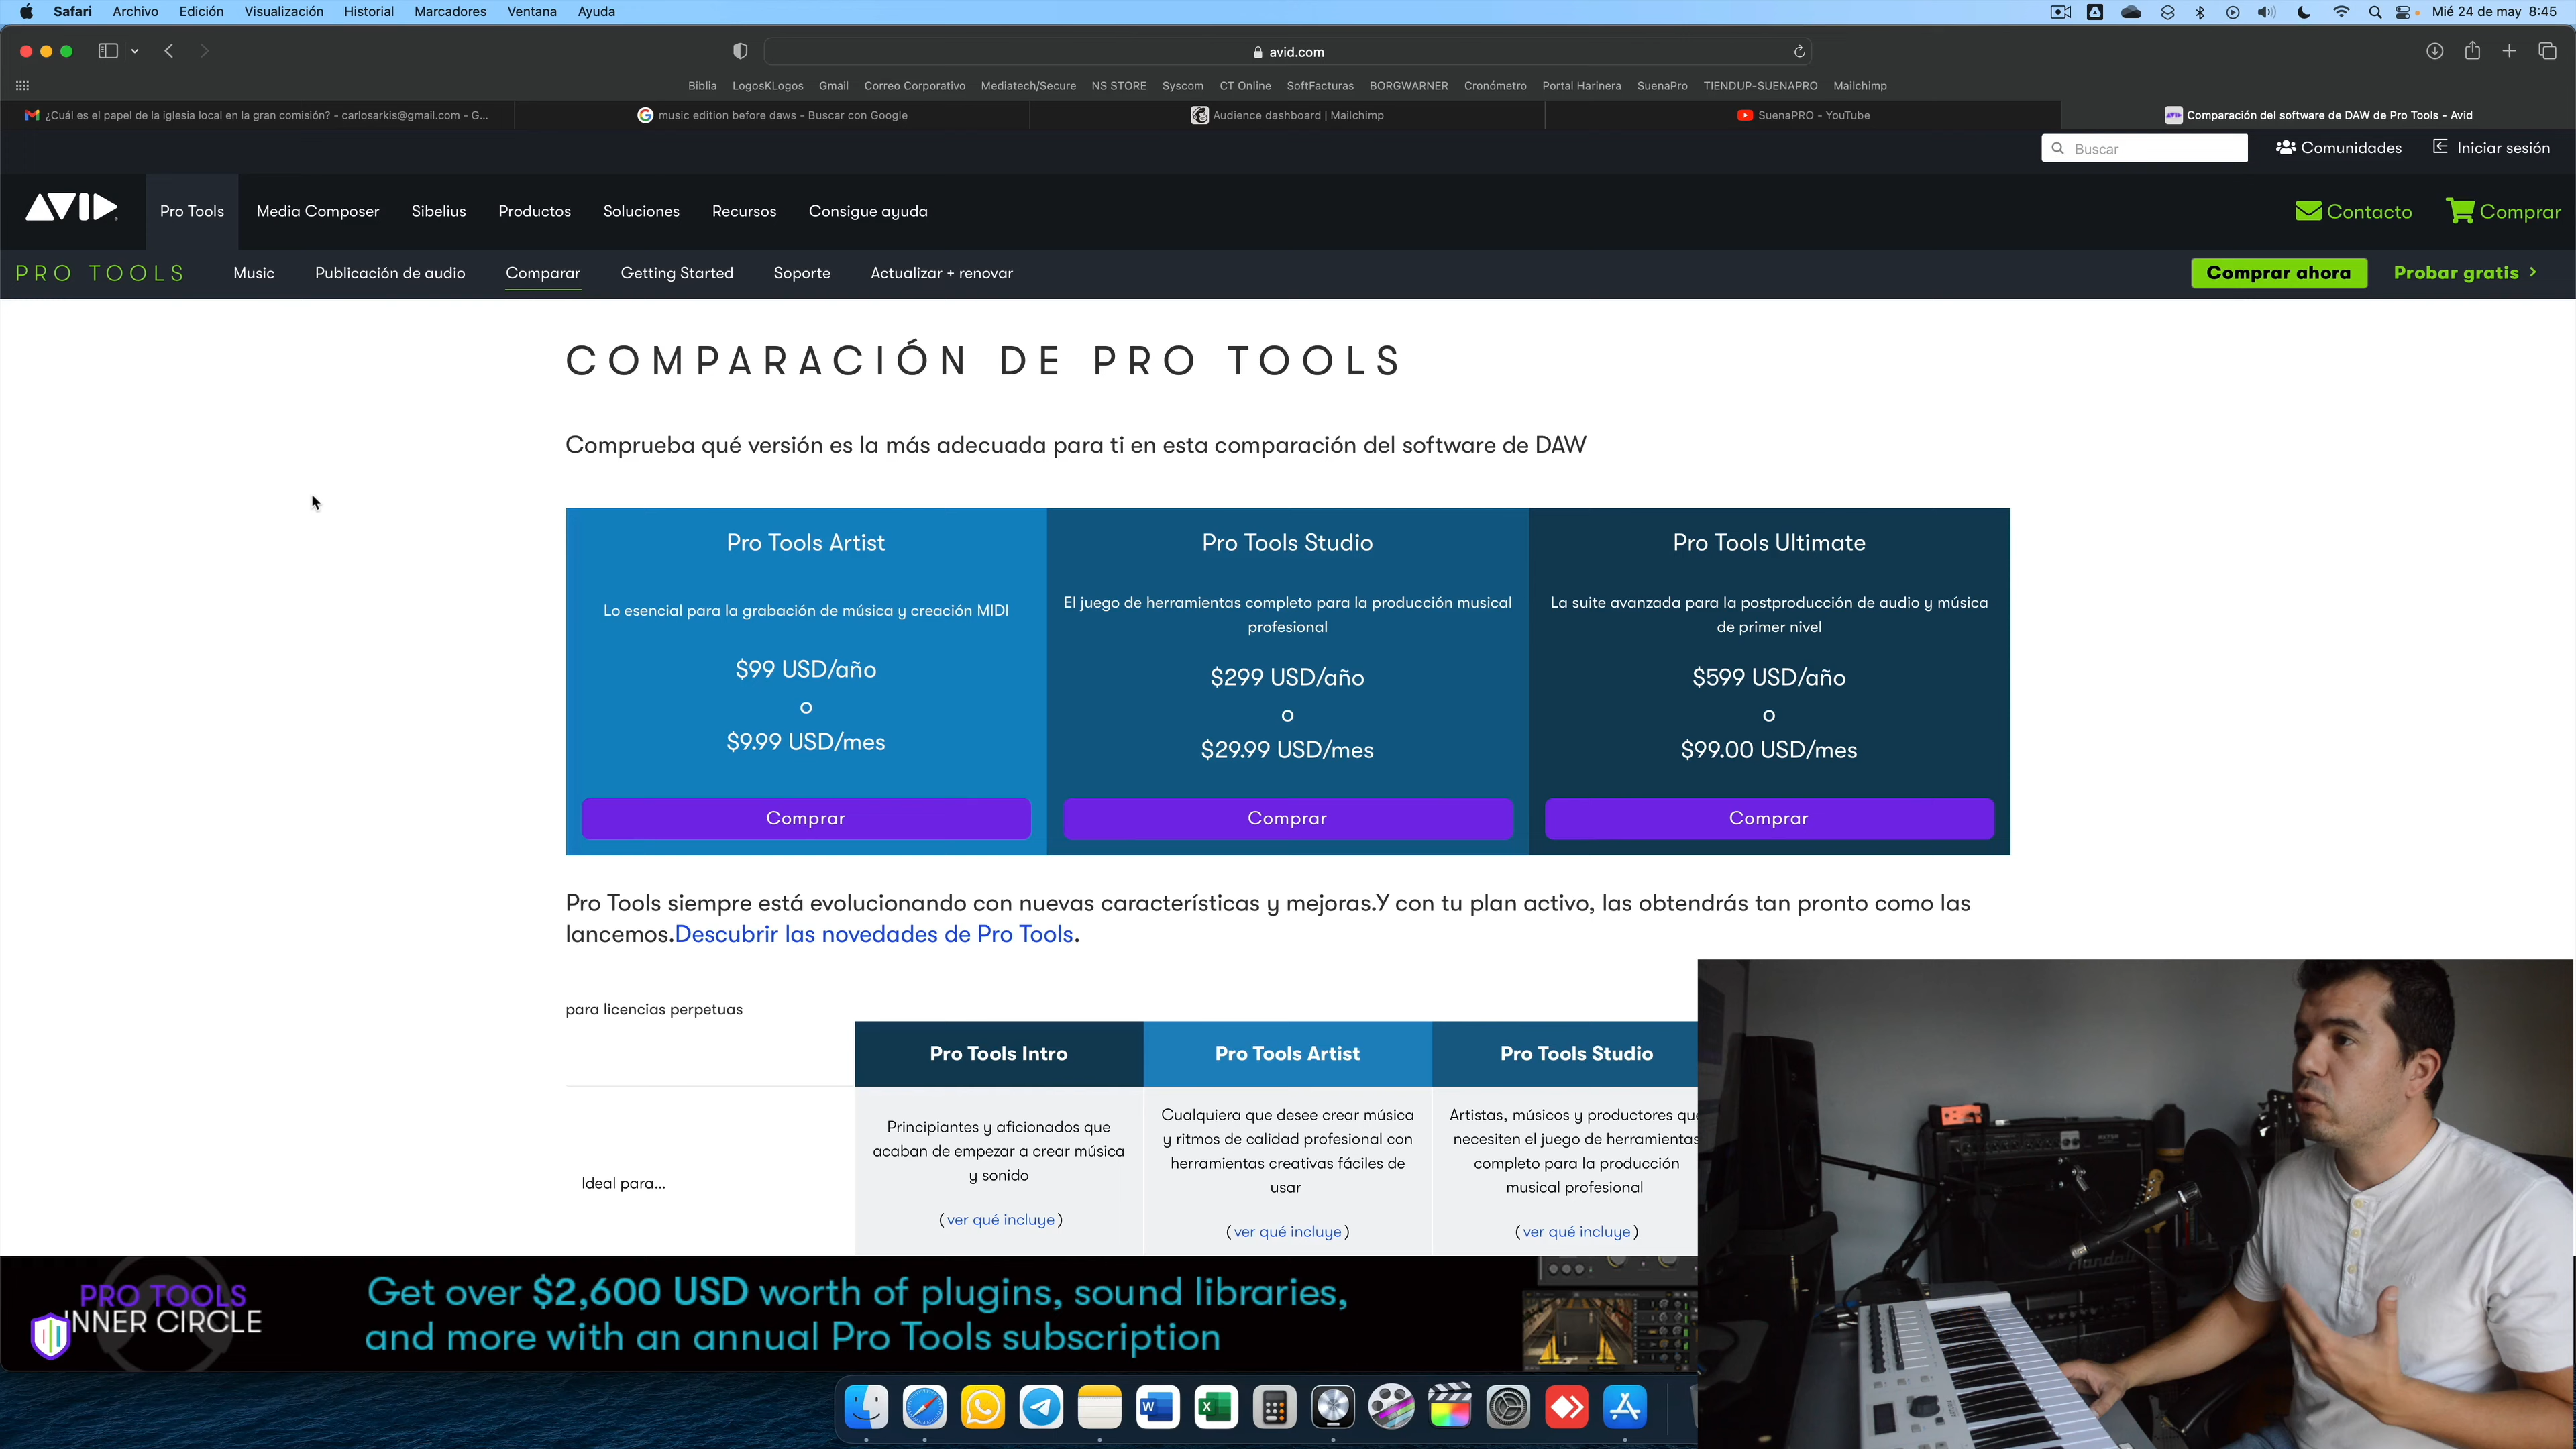 Safari Archivo Edición Visualización Historial Marcadores Ventana Ayuda
Mié 24 de may 8:45
avid.com
Biblia LogosKLogos Gmail Correo Corporativo Mediatech/Secure NS STORE Syscom CT Online SoftFacturas BORGWARNER Cronómetro Portal Harinera SuenaPro TIENDUP-SUENAPRO Mailchimp
¿Cuál es el papel de la iglesia local en la gran comisión? - carlosarkis@gmail.com - G...
music edition before daws - Buscar con Google
Audience dashboard | Mailchimp
SuenaPRO - YouTube
Comparación del software de DAW de Pro Tools - Avid
Buscar
Comunidades
Iniciar sesión
AVID
Pro Tools Media Composer Sibelius Productos Soluciones Recursos Consigue ayuda
Contacto Comprar
PRO TOOLS
Music Publicación de audio Comparar Getting Started Soporte Actualizar + renovar
Comprar ahora
Probar gratis
COMPARACIÓN DE PRO TOOLS
Comprueba qué versión es la más adecuada para ti en esta comparación del software de DAW
Pro Tools Artist
Lo esencial para la grabación de música y creación MIDI
$99 USD/año
o
$9.99 USD/mes
Comprar
Pro Tools Studio
El juego de herramientas completo para la producción musical
profesional
$299 USD/año
o
$29.99 USD/mes
Comprar
Pro Tools Ultimate
La suite avanzada para la postproducción de audio y música
de primer nivel
$599 USD/año
o
$99.00 USD/mes
Comprar
Pro Tools siempre está evolucionando con nuevas características y mejoras.Y con tu plan activo, las obtendrás tan pronto como las
lancemos.Descubrir las novedades de Pro Tools.
para licencias perpetuas
Pro Tools Intro
Pro Tools Artist
Pro Tools Studio
Ideal para...
Principiantes y aficionados que
acaban de empezar a crear música
y sonido
(ver qué incluye)
Cualquiera que desee crear música
y ritmos de calidad profesional con
herramientas creativas fáciles de
usar
(ver qué incluye)
Artistas, músicos y productores que
necesiten el juego de herramientas
completo para la producción
musical profesional
(ver qué incluye)
PRO TOOLS
INNER CIRCLE
Get over $2,600 USD worth of plugins, sound libraries,
and more with an annual Pro Tools subscription